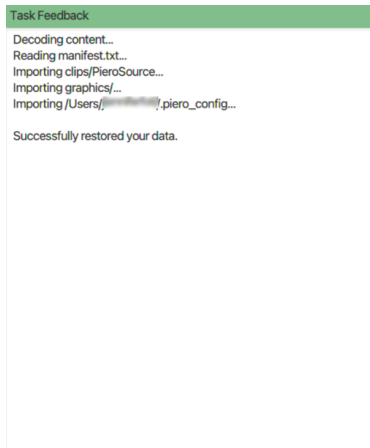 Task Feedback
Decoding content...
Reading manifest.txt...
Importing clips/PieroSource...
Importing graphics/...
Importing /Users/ /.piero_config...
Successfully restored your data.